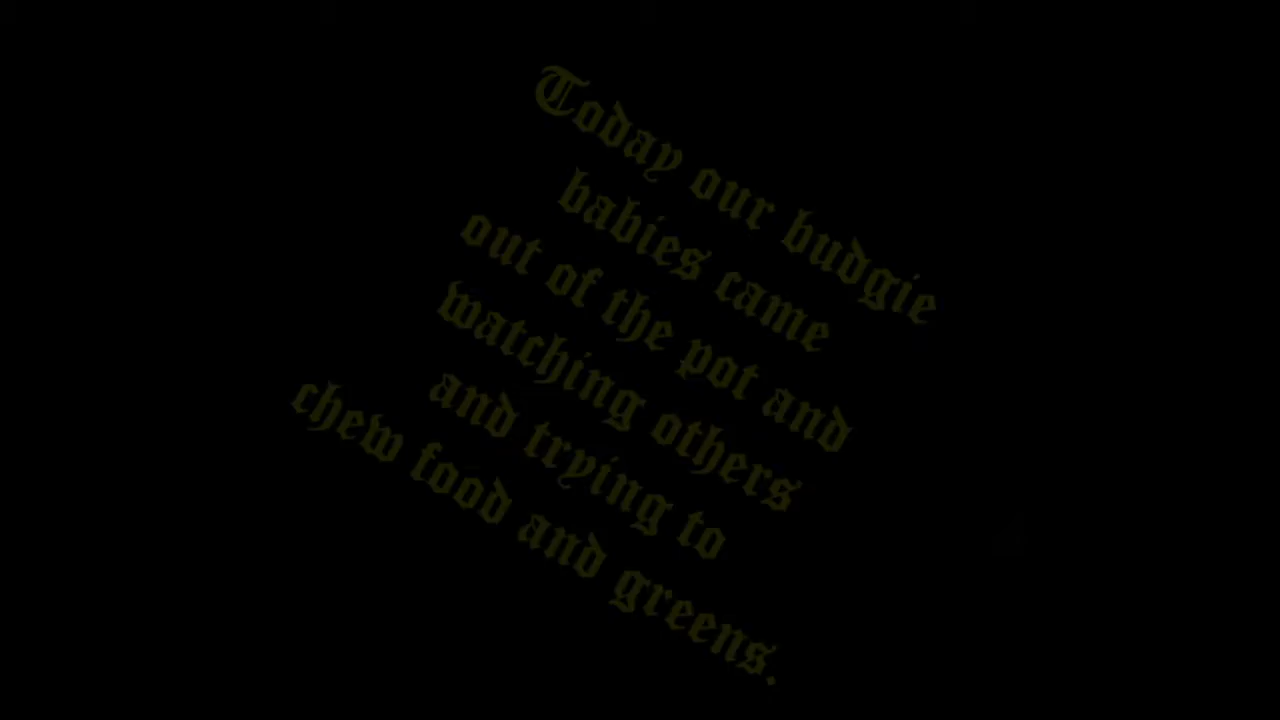 Today our budgie
babies came
out of the pot and
watching others
and trying to
chew food and greens.